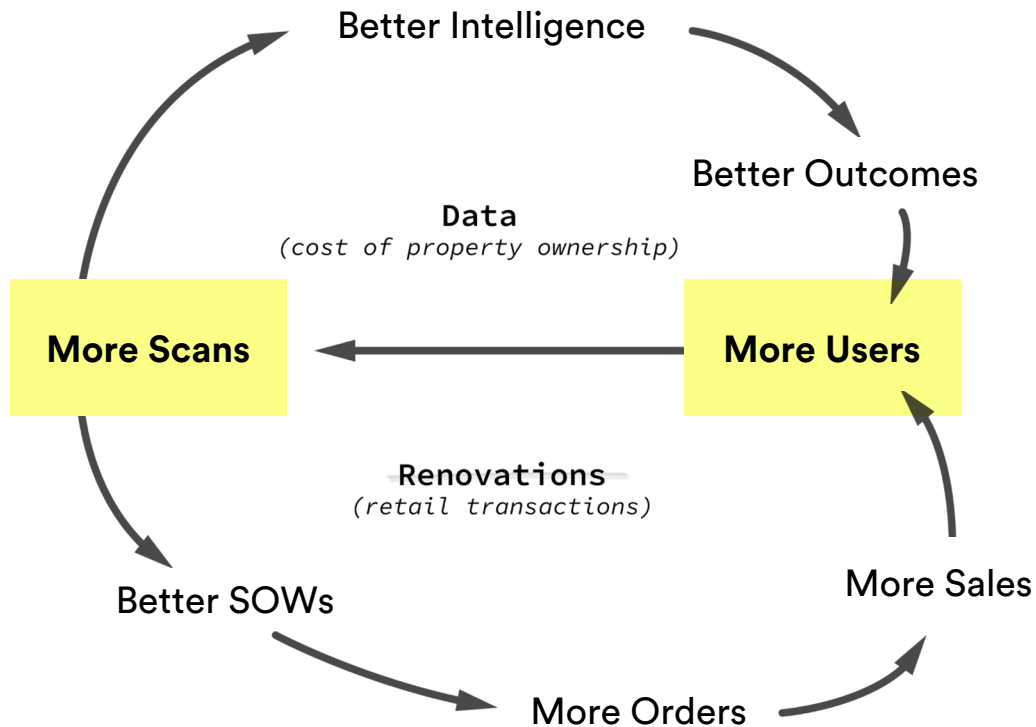 Better Intelligence
Better Outcomes
Data
(cost of property ownership)
More Scans
More Users
Renovations
(retail transactions)
More Sales
Better SOWs
More Orders